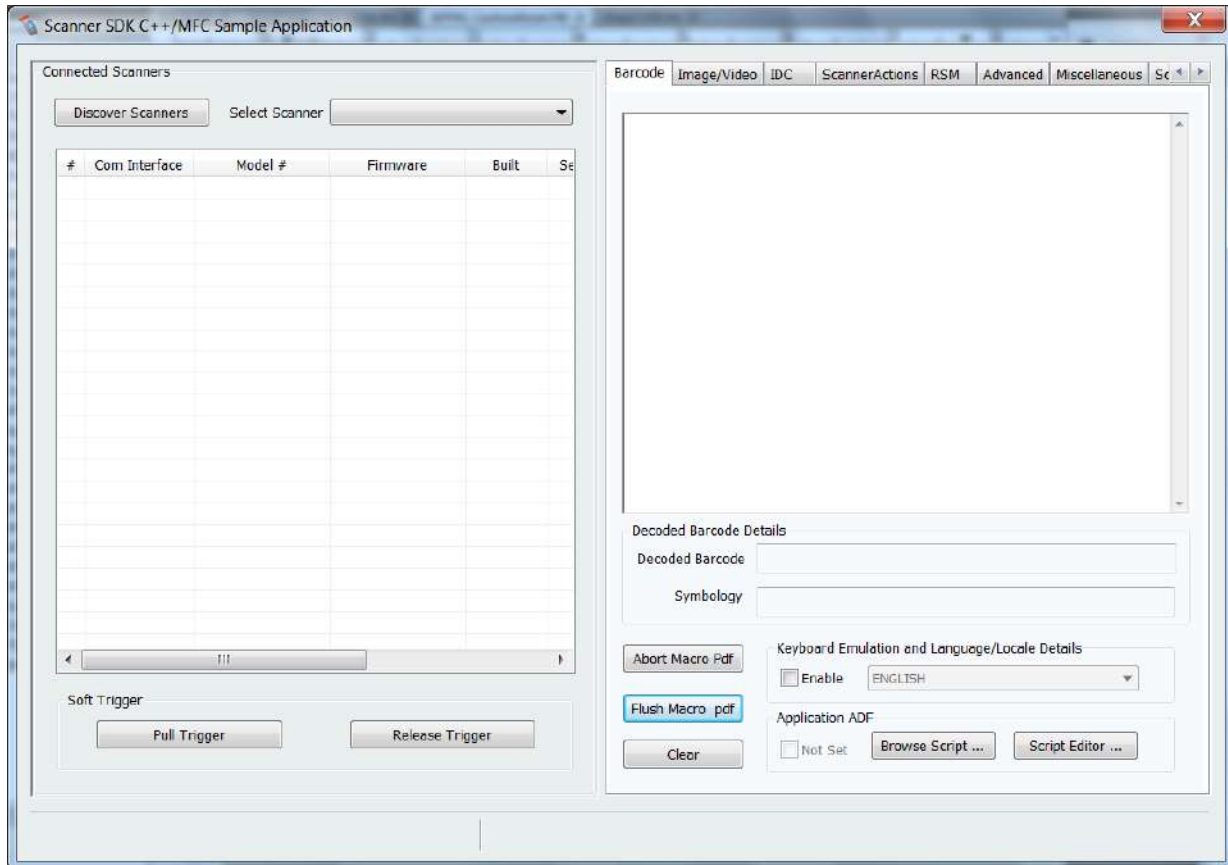 Scanner SDK C++/MFC Sample Application
Connected Scanners
Discover Scanners Select Scanner
# Com Interface Model # Firmware Built Se
Soft Trigger
Pull Trigger Release Trigger
Barcode Image/Video IDC ScannerActions RSM Advanced Miscellaneous Sc
Decoded Barcode Details
Decoded Barcode
Symbology
Abort Macro Pdf
Flush Macro pdf
Clear
Keyboard Emulation and Language/Locale Details
Enable ENGLISH
Application ADF
Not Set Browse Script ... Script Editor ...